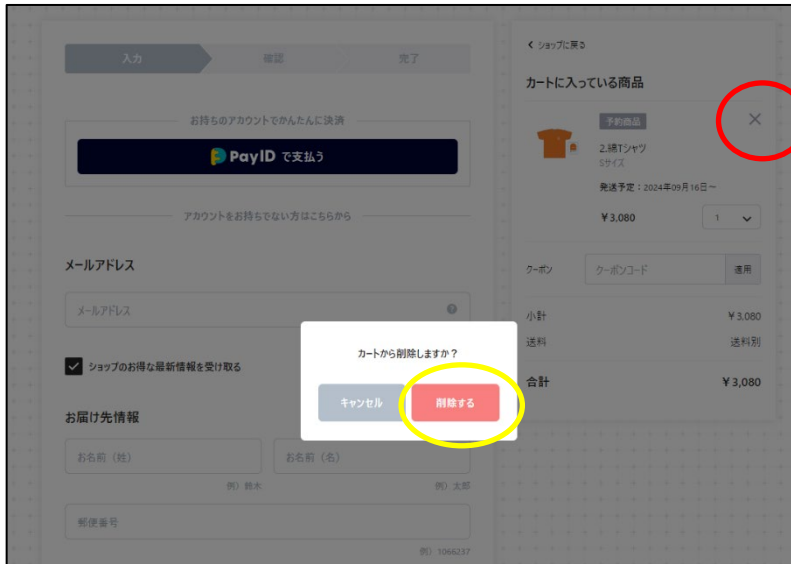 入力
確認
完了
お持ちのアカウントでかんたんに決済
PayID で支払う
アカウントをお持ちでない方はこちらから
メールアドレス
メールアドレス
ショップのお得な最新情報を受け取る
お届け先情報
お名前（姓）
お名前（名）
例）鈴木
例）太郎
郵便番号
例）1066237
カートから削除しますか？
キャンセル
削除する
ショップに戻る
カートに入っている商品
予約商品
2.綿Tシャツ
Sサイズ
発送予定：2024年09月16日～
¥3,080
1
クーポン
クーポンコード
適用
小計
¥3,080
送料
送料別
合計
¥3,080